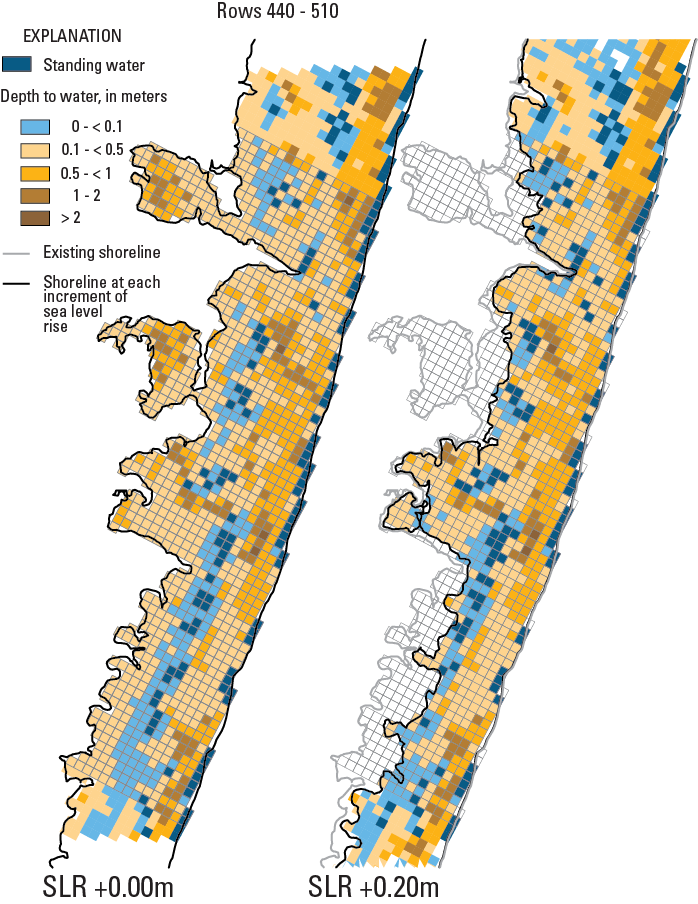 Rows 440 - 510
EXPLANATION
Standing water
Depth to water, in meters
0 - < 0.1
0.1 - < 0.5
0.5 - < 1
1 - 2
> 2
Existing shoreline
Shoreline at each
increment of
sea level
rise
SLR +0.00m
SLR +0.20m